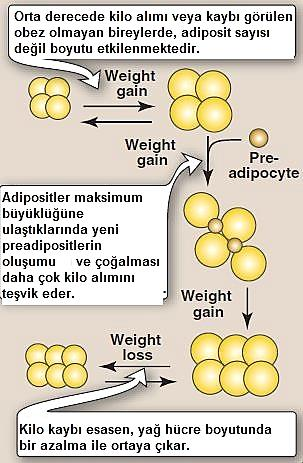 Orta derecede kilo alımı veya kaybı görülen
obez olmayan bireylerde, adiposit sayısı
değil boyutu etkilenmektedir.
Weight
gain
Weight
gain
Pre-
adipocyte
Adipositler maksimum
büyüklüğüne
ulaştıklarında yeni
preadipositlerin
oluşumu ve çoğalması
daha çok kilo alımını
teşvik eder.
Weight
gain
Weight
loss
Kilo kaybı esasen, yağ hücre boyutunda
bir azalma ile ortaya çıkar.